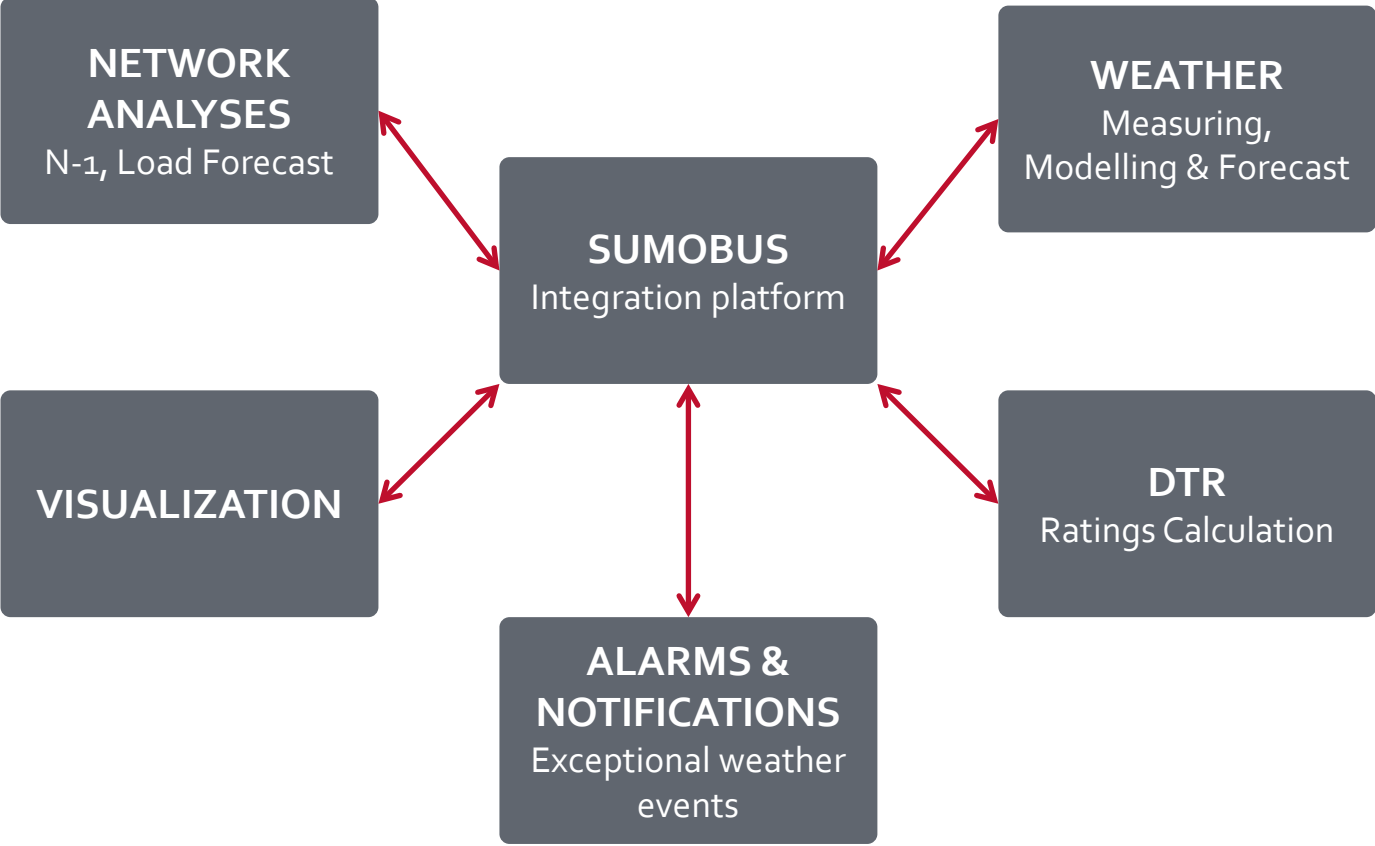 NETWORK
ANALYSES
N-1, Load Forecast
WEATHER
Measuring,
Modelling & Forecast
SUMOBUS
Integration platform
VISUALIZATION
DTR
Ratings Calculation
ALARMS &
NOTIFICATIONS
Exceptional weather
events